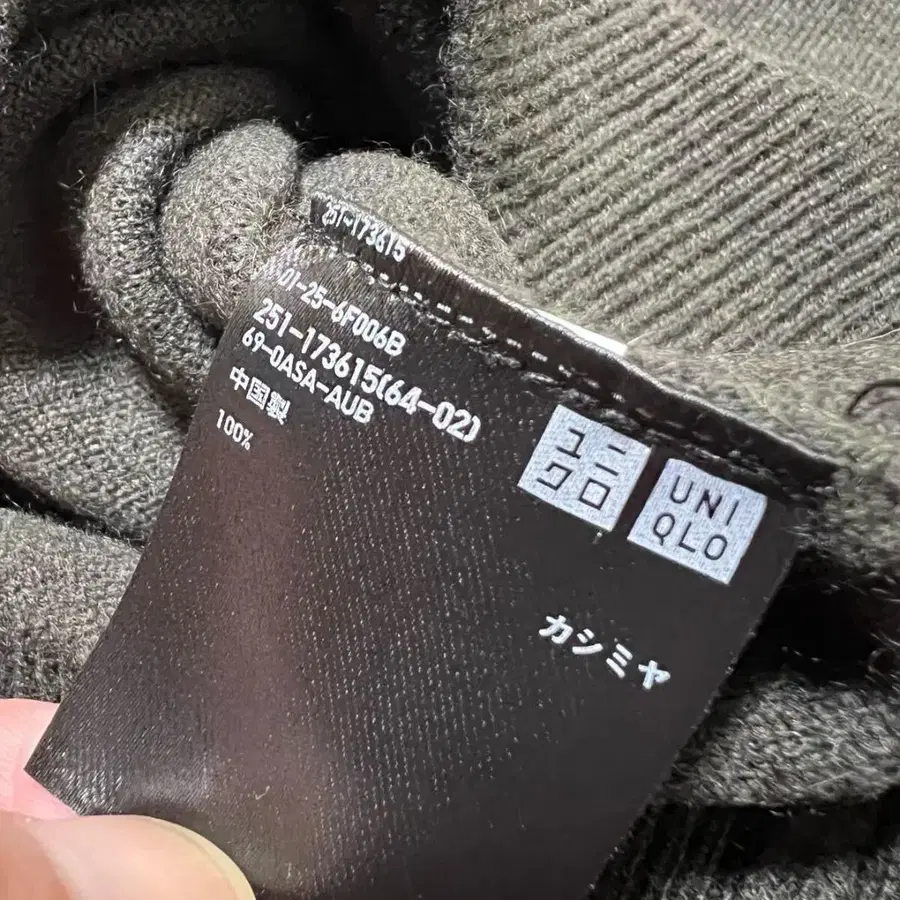 251-173615
01-25-6F006B
251-173615(64-02)
69-0ASA-AUB
中国製
100%
ユニ
クロ
UNI
QLO
カシミヤ